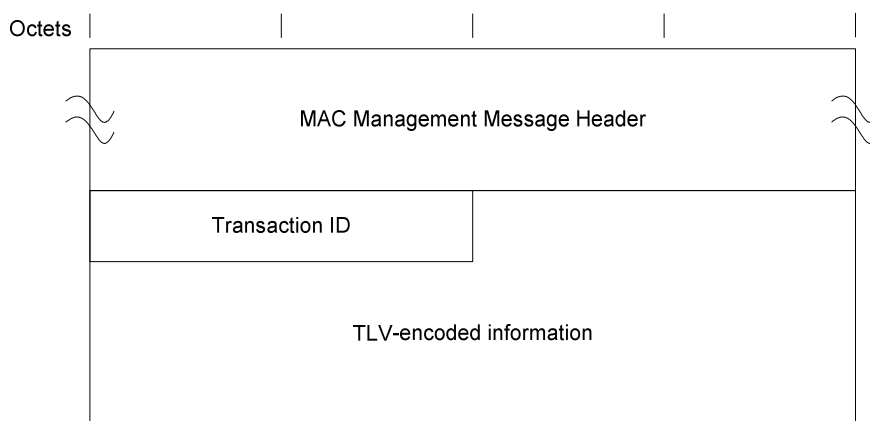 Octets
MAC Management Message Header
Transaction ID
TLV-encoded information